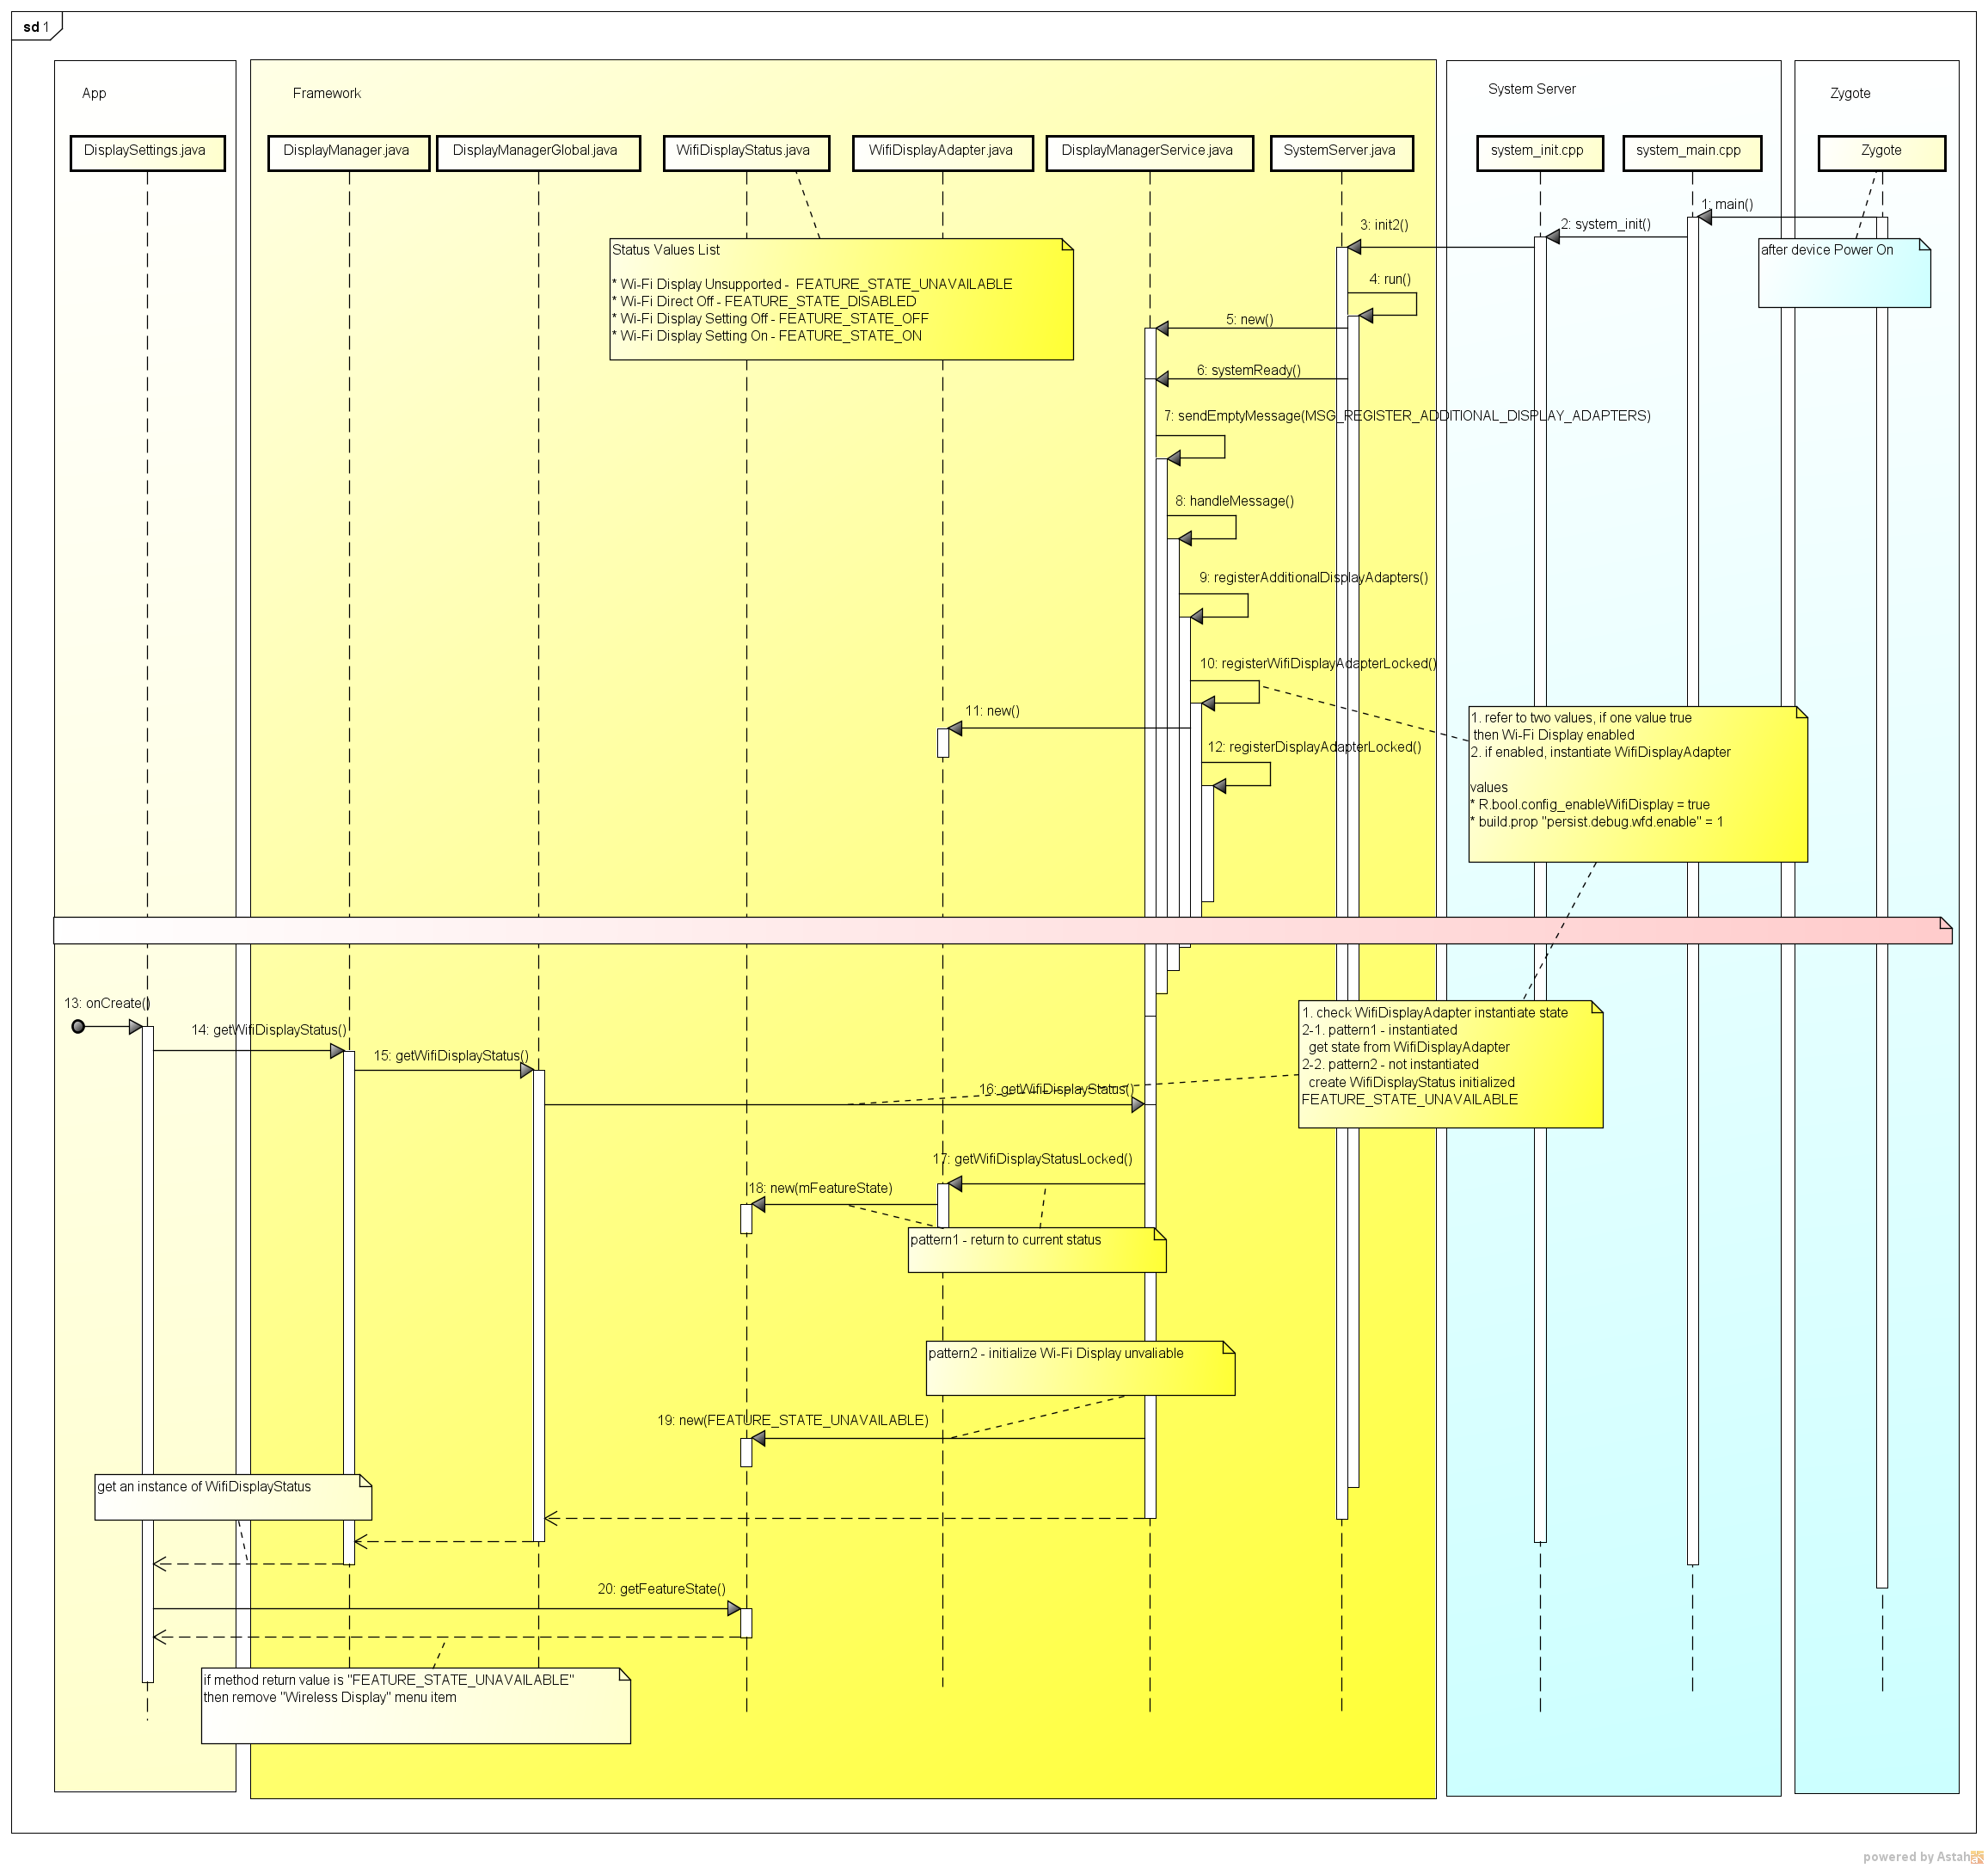 sd 1
App
Framework
System Server
Zygote
DisplaySettings.java
DisplayManager.java
DisplayManagerGlobal.java
WifiDisplayStatus.java
WifiDisplayAdapter.java
DisplayManagerService.java
SystemServer.java
system_init.cpp
system_main.cpp
Zygote
1: main()
2: system_init()
3: init2()
after device Power On
Status Values List
* Wi-Fi Display Unsupported -  FEATURE_STATE_UNAVAILABLE
* Wi-Fi Direct Off - FEATURE_STATE_DISABLED
* Wi-Fi Display Setting Off - FEATURE_STATE_OFF
* Wi-Fi Display Setting On - FEATURE_STATE_ON
4: run()
5: new()
6: systemReady()
7: sendEmptyMessage(MSG_REGISTER_ADDITIONAL_DISPLAY_ADAPTERS)
8: handleMessage()
9: registerAdditionalDisplayAdapters()
10: registerWifiDisplayAdapterLocked()
11: new()
12: registerDisplayAdapterLocked()
1. refer to two values, if one value true
then Wi-Fi Display enabled
2. if enabled, instantiate WifiDisplayAdapter
values
* R.bool.config_enableWifiDisplay = true
* build.prop "persist.debug.wfd.enable" = 1
13: onCreate()
14: getWifiDisplayStatus()
15: getWifiDisplayStatus()
16: getWifiDisplayStatus()
1. check WifiDisplayAdapter instantiate state
2-1. pattern1 - instantiated
get state from WifiDisplayAdapter
2-2. pattern2 - not instantiated
create WifiDisplayStatus initialized
FEATURE_STATE_UNAVAILABLE
17: getWifiDisplayStatusLocked()
18: new(mFeatureState)
pattern1 - return to current status
pattern2 - initialize Wi-Fi Display unvaliable
19: new(FEATURE_STATE_UNAVAILABLE)
get an instance of WifiDisplayStatus
20: getFeatureState()
if method return value is "FEATURE_STATE_UNAVAILABLE"
then remove "Wireless Display" menu item
powered by Astah